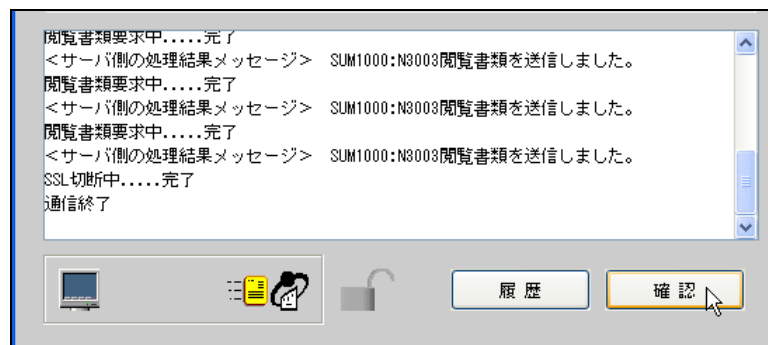 閲覧書類要求中.....完了
<サーバ側の処理結果メッセージ>　SUM1000:N3003閲覧書類を送信しました。
閲覧書類要求中.....完了
<サーバ側の処理結果メッセージ>　SUM1000:N3003閲覧書類を送信しました。
閲覧書類要求中.....完了
<サーバ側の処理結果メッセージ>　SUM1000:N3003閲覧書類を送信しました。
SSL切断中.....完了
通信終了
履 歴
確 認